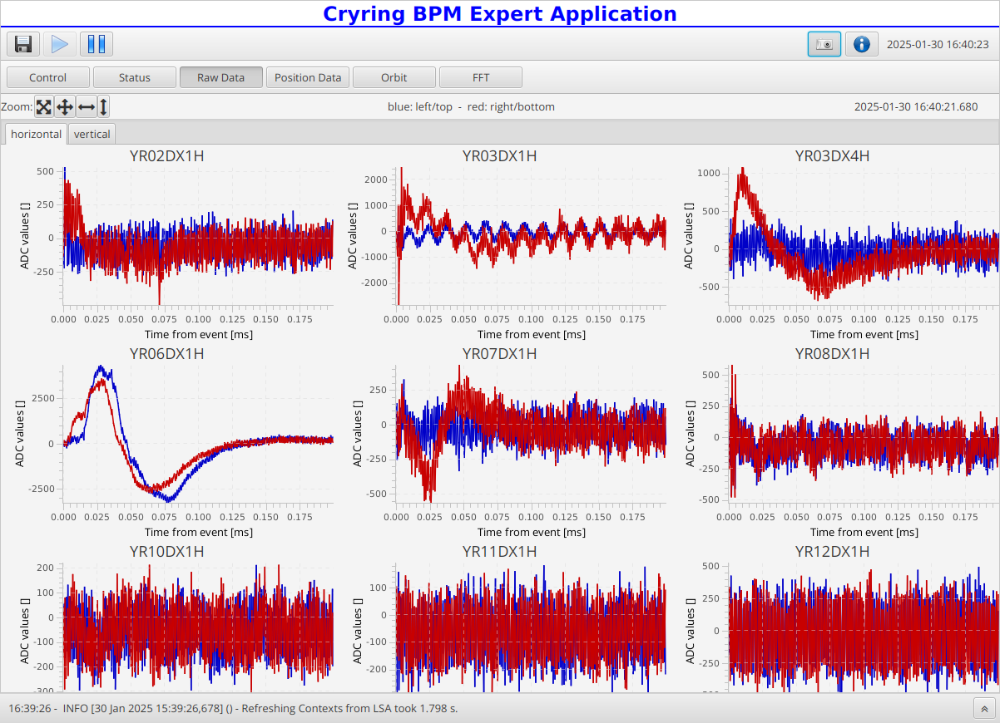 Cryring BPM Expert Application
2025-01-30 16:40:23
Control Status Raw Data Position Data Orbit FFT
Zoom: blue: left/top - red: right/bottom 2025-01-30 16:40:21.680
horizontal vertical
YR02DX1H YR03DX1H YR03DX4H
ADC values []
500
250
0
-250
0.000 0.025 0.050 0.075 0.100 0.125 0.150 0.175
Time from event [ms]
ADC values []
2000
1000
0
-1000
-2000
0.000 0.025 0.050 0.075 0.100 0.125 0.150 0.175
Time from event [ms]
ADC values []
1000
500
0
-500
0.000 0.025 0.050 0.075 0.100 0.125 0.150 0.175
Time from event [ms]
YR06DX1H YR07DX1H YR08DX1H
ADC values []
2500
0
-2500
0.000 0.025 0.050 0.075 0.100 0.125 0.150 0.175
Time from event [ms]
ADC values []
250
0
-250
-500
0.000 0.025 0.050 0.075 0.100 0.125 0.150 0.175
Time from event [ms]
ADC values []
500
250
0
-250
-500
0.000 0.025 0.050 0.075 0.100 0.125 0.150 0.175
Time from event [ms]
YR10DX1H YR11DX1H YR12DX1H
ADC values []
200
100
0
-100
-200
-300
ADC values []
100
0
-100
-200
ADC values []
500
250
0
-250
-500
16:39:26 - INFO [30 Jan 2025 15:39:26,678] () - Refreshing Contexts from LSA took 1.798 s.